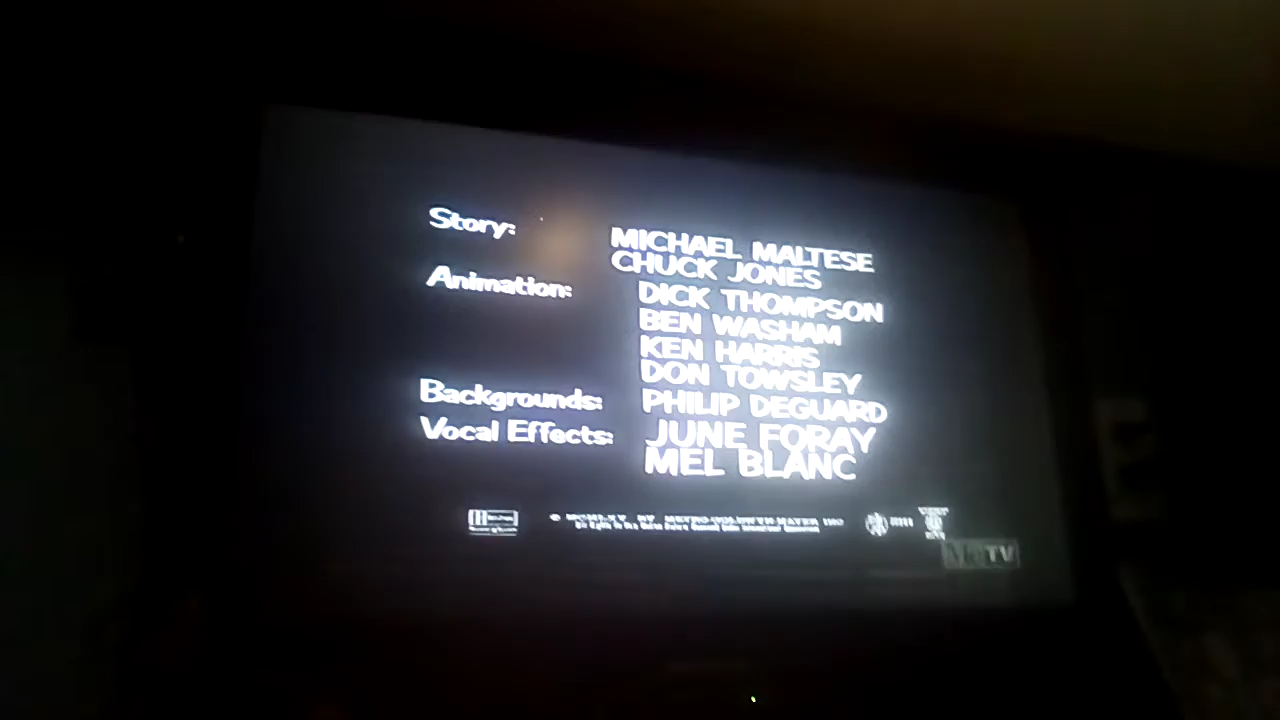 Story: MICHAEL MALTESE
CHUCK JONES
Animation: DICK THOMPSON
BEN WASHAM
KEN HARRIS
DON TOWSLEY
Backgrounds: PHILIP DEGUARD
Vocal Effects: JUNE FORAY
MEL BLANC
MeTV